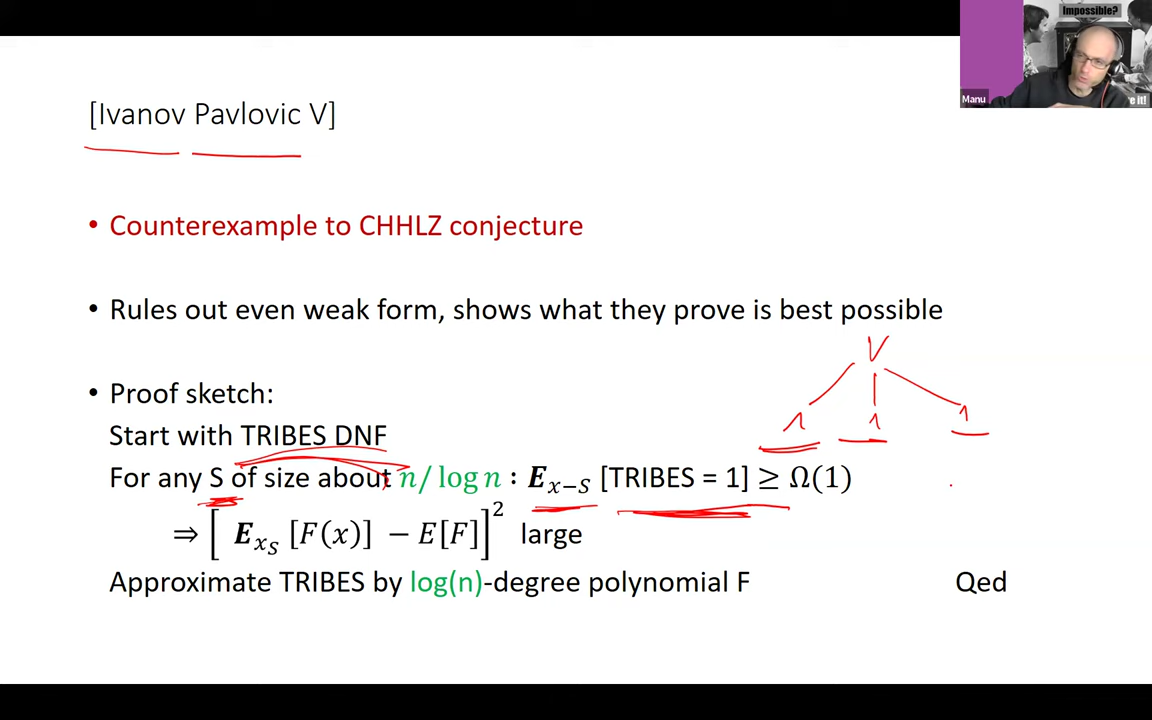 Impossible?
Manu
e it!
[Ivanov Pavlovic V]
• Counterexample to CHHLZ conjecture
• Rules out even weak form, shows what they prove is best possible
V
• Proof sketch:
1 1 1
Start with TRIBES DNF
For any S of size about n/ log n : E_{x−S} [TRIBES = 1] ≥ Ω(1)
⇒ [ E_{x_S} [F(x)] − E[F] ]^2 large
Approximate TRIBES by log(n)-degree polynomial F Qed